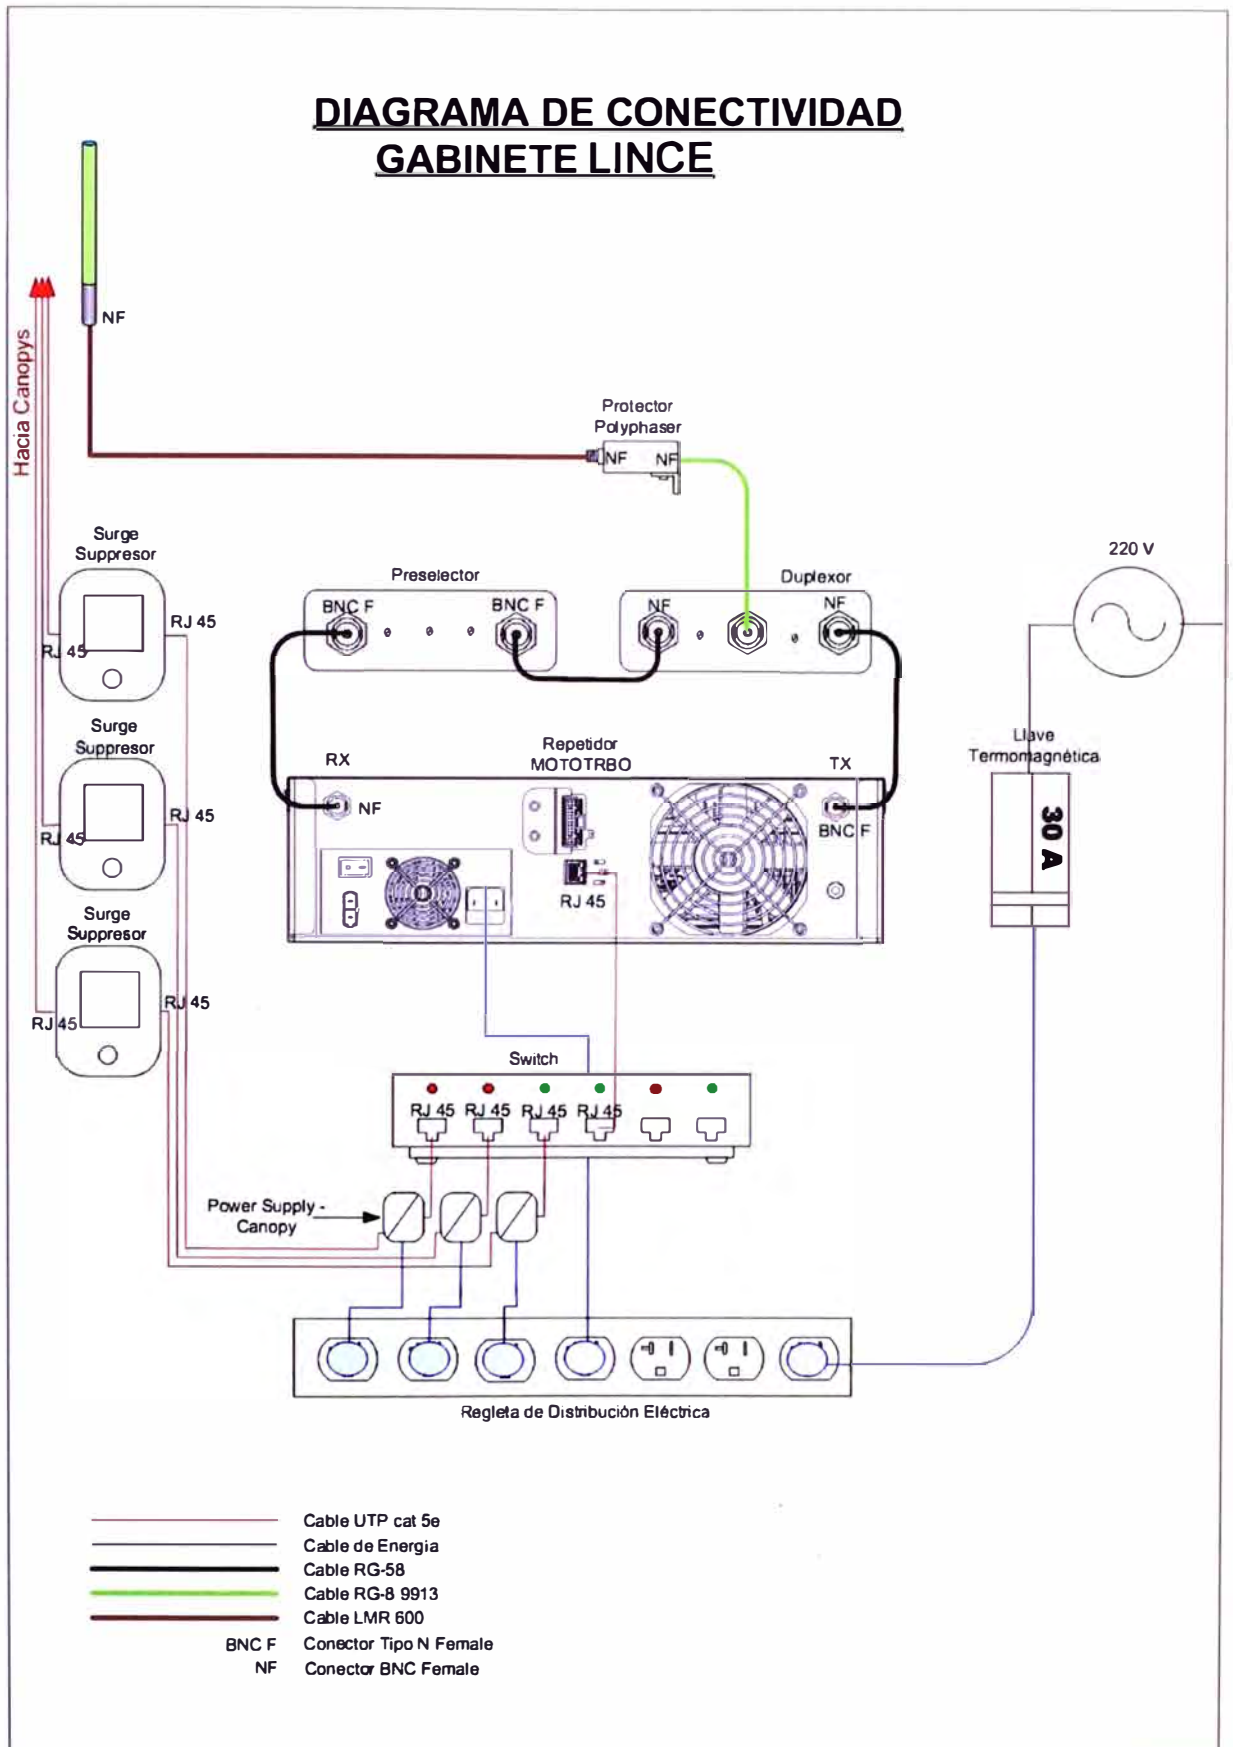 DIAGRAMA DE CONECTIVIDAD
GABINETE LINCE
NF
Hacia Canopys
Protector
Polyphaser
NF NF
Surge
Suppresor
RJ 45
RJ 45
Preselector
BNC F
BNC F
Duplexor
NF
NF
220 V
Surge
Suppresor
RJ 45
RJ 45
RX
Repetidor
MOTOTRBO
TX
NF
BNC F
RJ 45
Llave
Termomagnética
30 A
Surge
Suppresor
RJ 45
RJ 45
Switch
RJ 45 RJ 45 RJ 45 RJ 45
Power Supply -
Canopy
Regleta de Distribución Eléctrica
Cable UTP cat 5e
Cable de Energia
Cable RG-58
Cable RG-8 9913
Cable LMR 600
BNC F Conector Tipo N Female
NF Conector BNC Female